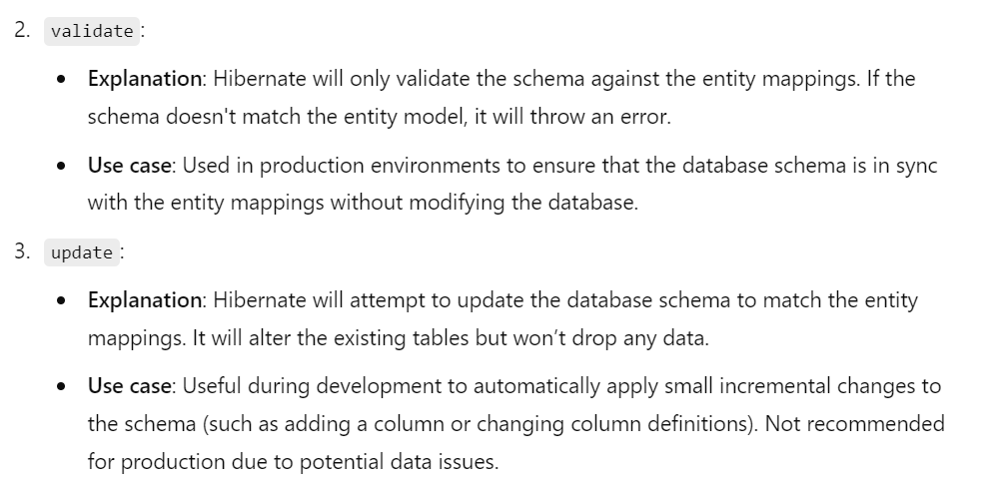 2. validate:
• Explanation: Hibernate will only validate the schema against the entity mappings. If the
schema doesn't match the entity model, it will throw an error.
• Use case: Used in production environments to ensure that the database schema is in sync
with the entity mappings without modifying the database.
3. update:
• Explanation: Hibernate will attempt to update the database schema to match the entity
mappings. It will alter the existing tables but won’t drop any data.
• Use case: Useful during development to automatically apply small incremental changes to
the schema (such as adding a column or changing column definitions). Not recommended
for production due to potential data issues.